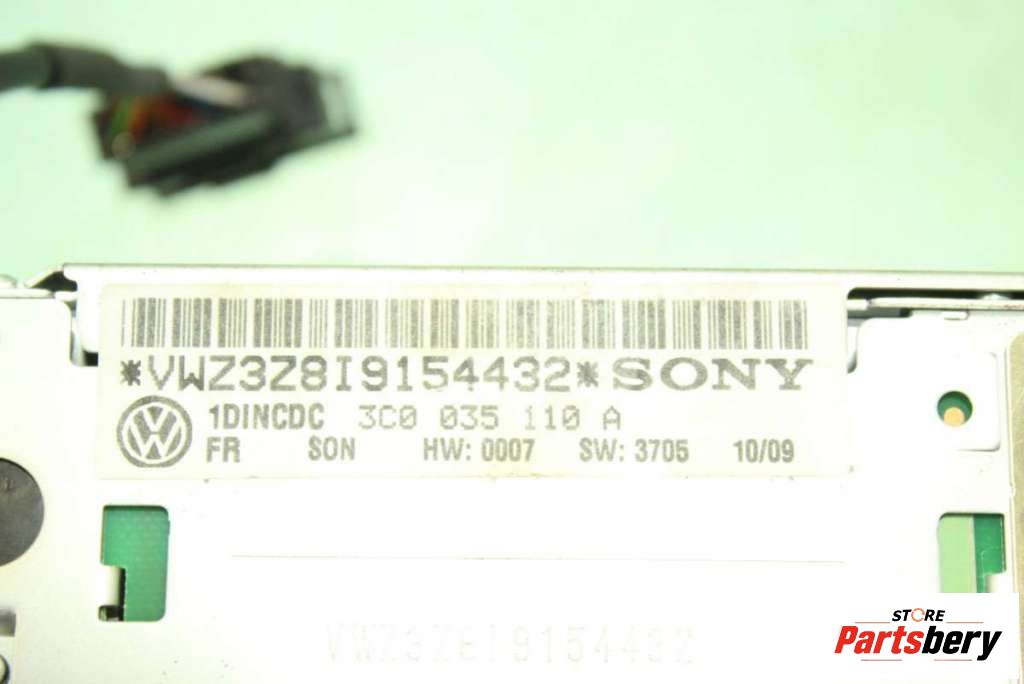 *VWZ3Z8I9154432* SONY
1DINCDC 3C0 035 110 A
FR SON HW: 0007 SW: 3705 10/09
VWZ3Z8I9154432
STORE
Partsbery